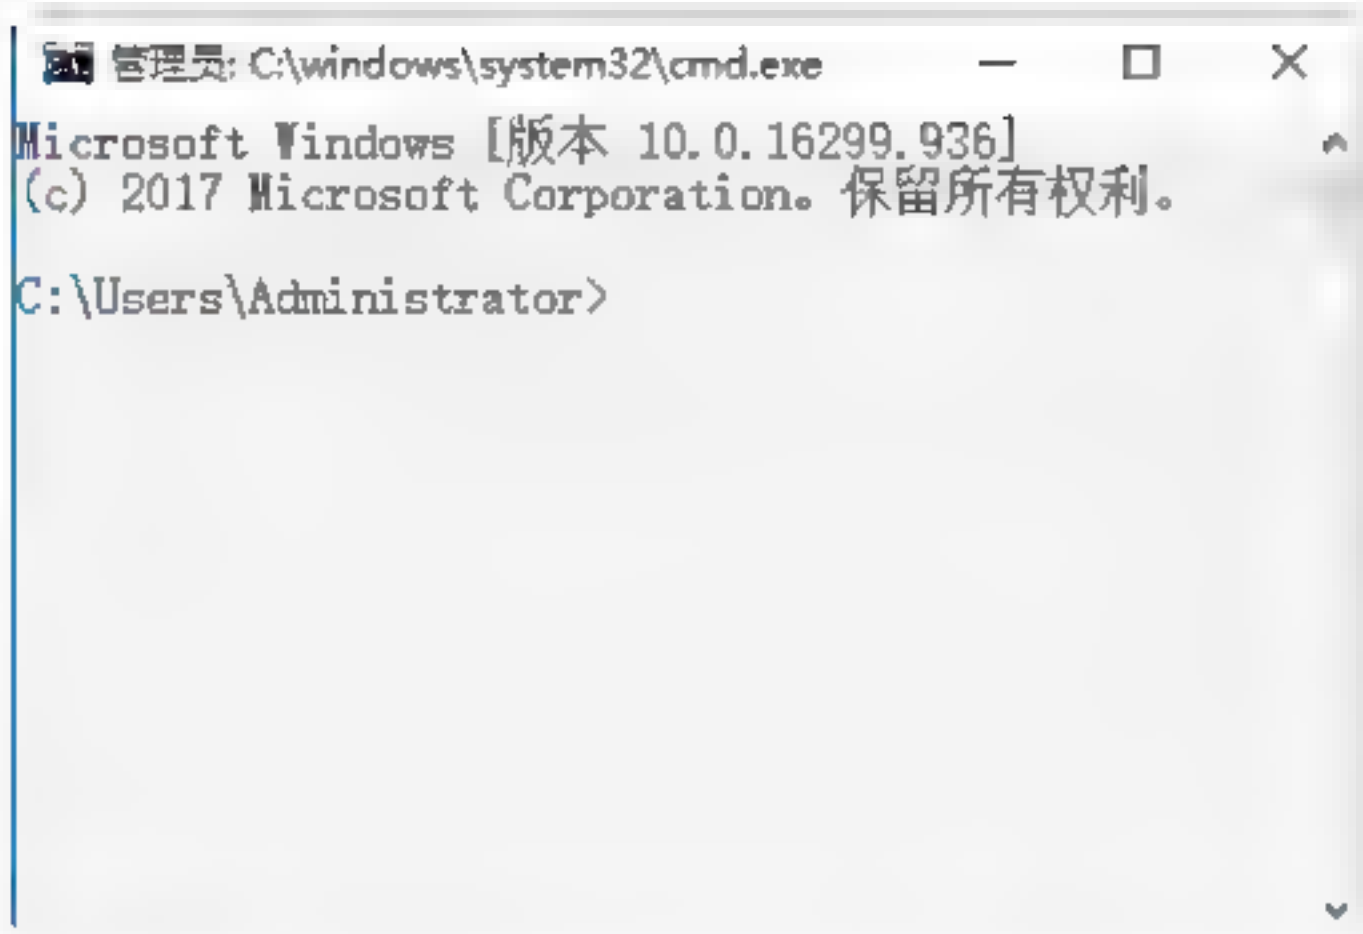 管理员: C:\windows\system32\cmd.exe
Microsoft Windows [版本 10.0.16299.936]
(c) 2017 Microsoft Corporation。保留所有权利。
C:\Users\Administrator>